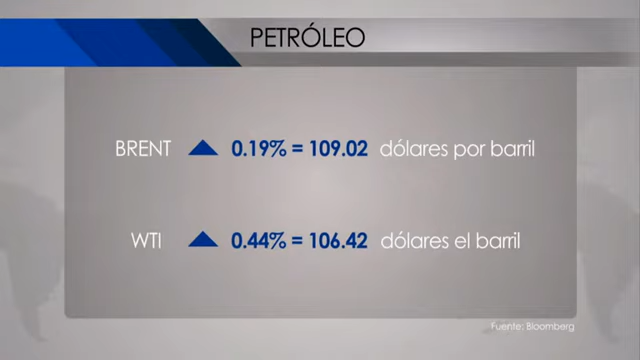 PETRÓLEO
BRENT ▲ 0.19% = 109.02 dólares por barril
WTI ▲ 0.44% = 106.42 dólares el barril
Fuente: Bloomberg